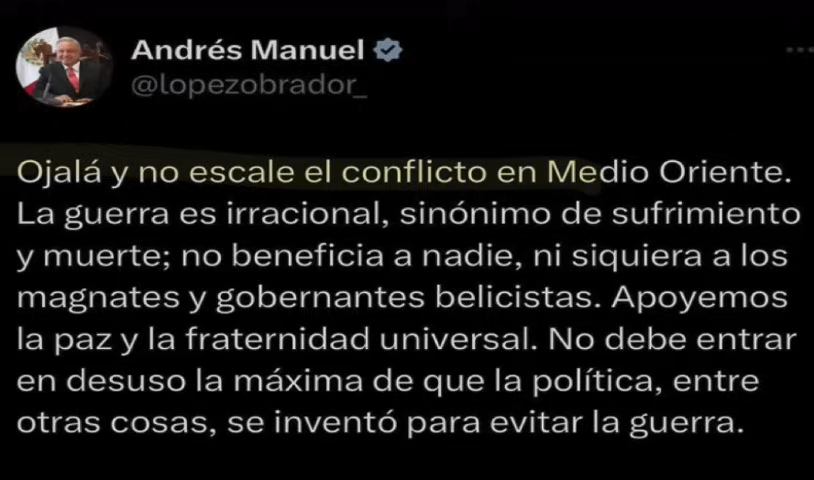 Andrés Manuel
@lopezobrador_
Ojalá y no escale el conflicto en Medio Oriente.
La guerra es irracional, sinónimo de sufrimiento
y muerte; no beneficia a nadie, ni siquiera a los
magnates y gobernantes belicistas. Apoyemos
la paz y la fraternidad universal. No debe entrar
en desuso la máxima de que la política, entre
otras cosas, se inventó para evitar la guerra.